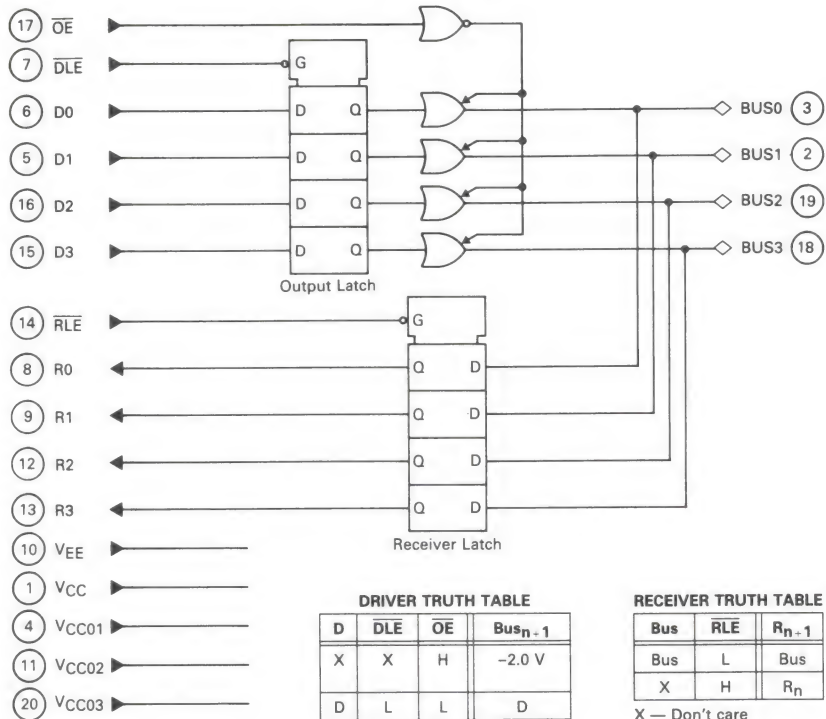 17 OE
7 DLE
G
6 D0 D Q BUS0 3
5 D1 D Q BUS1 2
16 D2 D Q BUS2 19
15 D3 D Q BUS3 18
Output Latch
14 RLE G
8 R0 Q D
9 R1 Q D
12 R2 Q D
13 R3 Q D
Receiver Latch
10 VEE
1 VCC
4 VCC01
11 VCC02
20 VCC03
DRIVER TRUTH TABLE
D DLE OE Busn+1
X X H -2.0 V
D L L D
RECEIVER TRUTH TABLE
Bus RLE Rn+1
Bus L Bus
X H Rn
X — Don't care